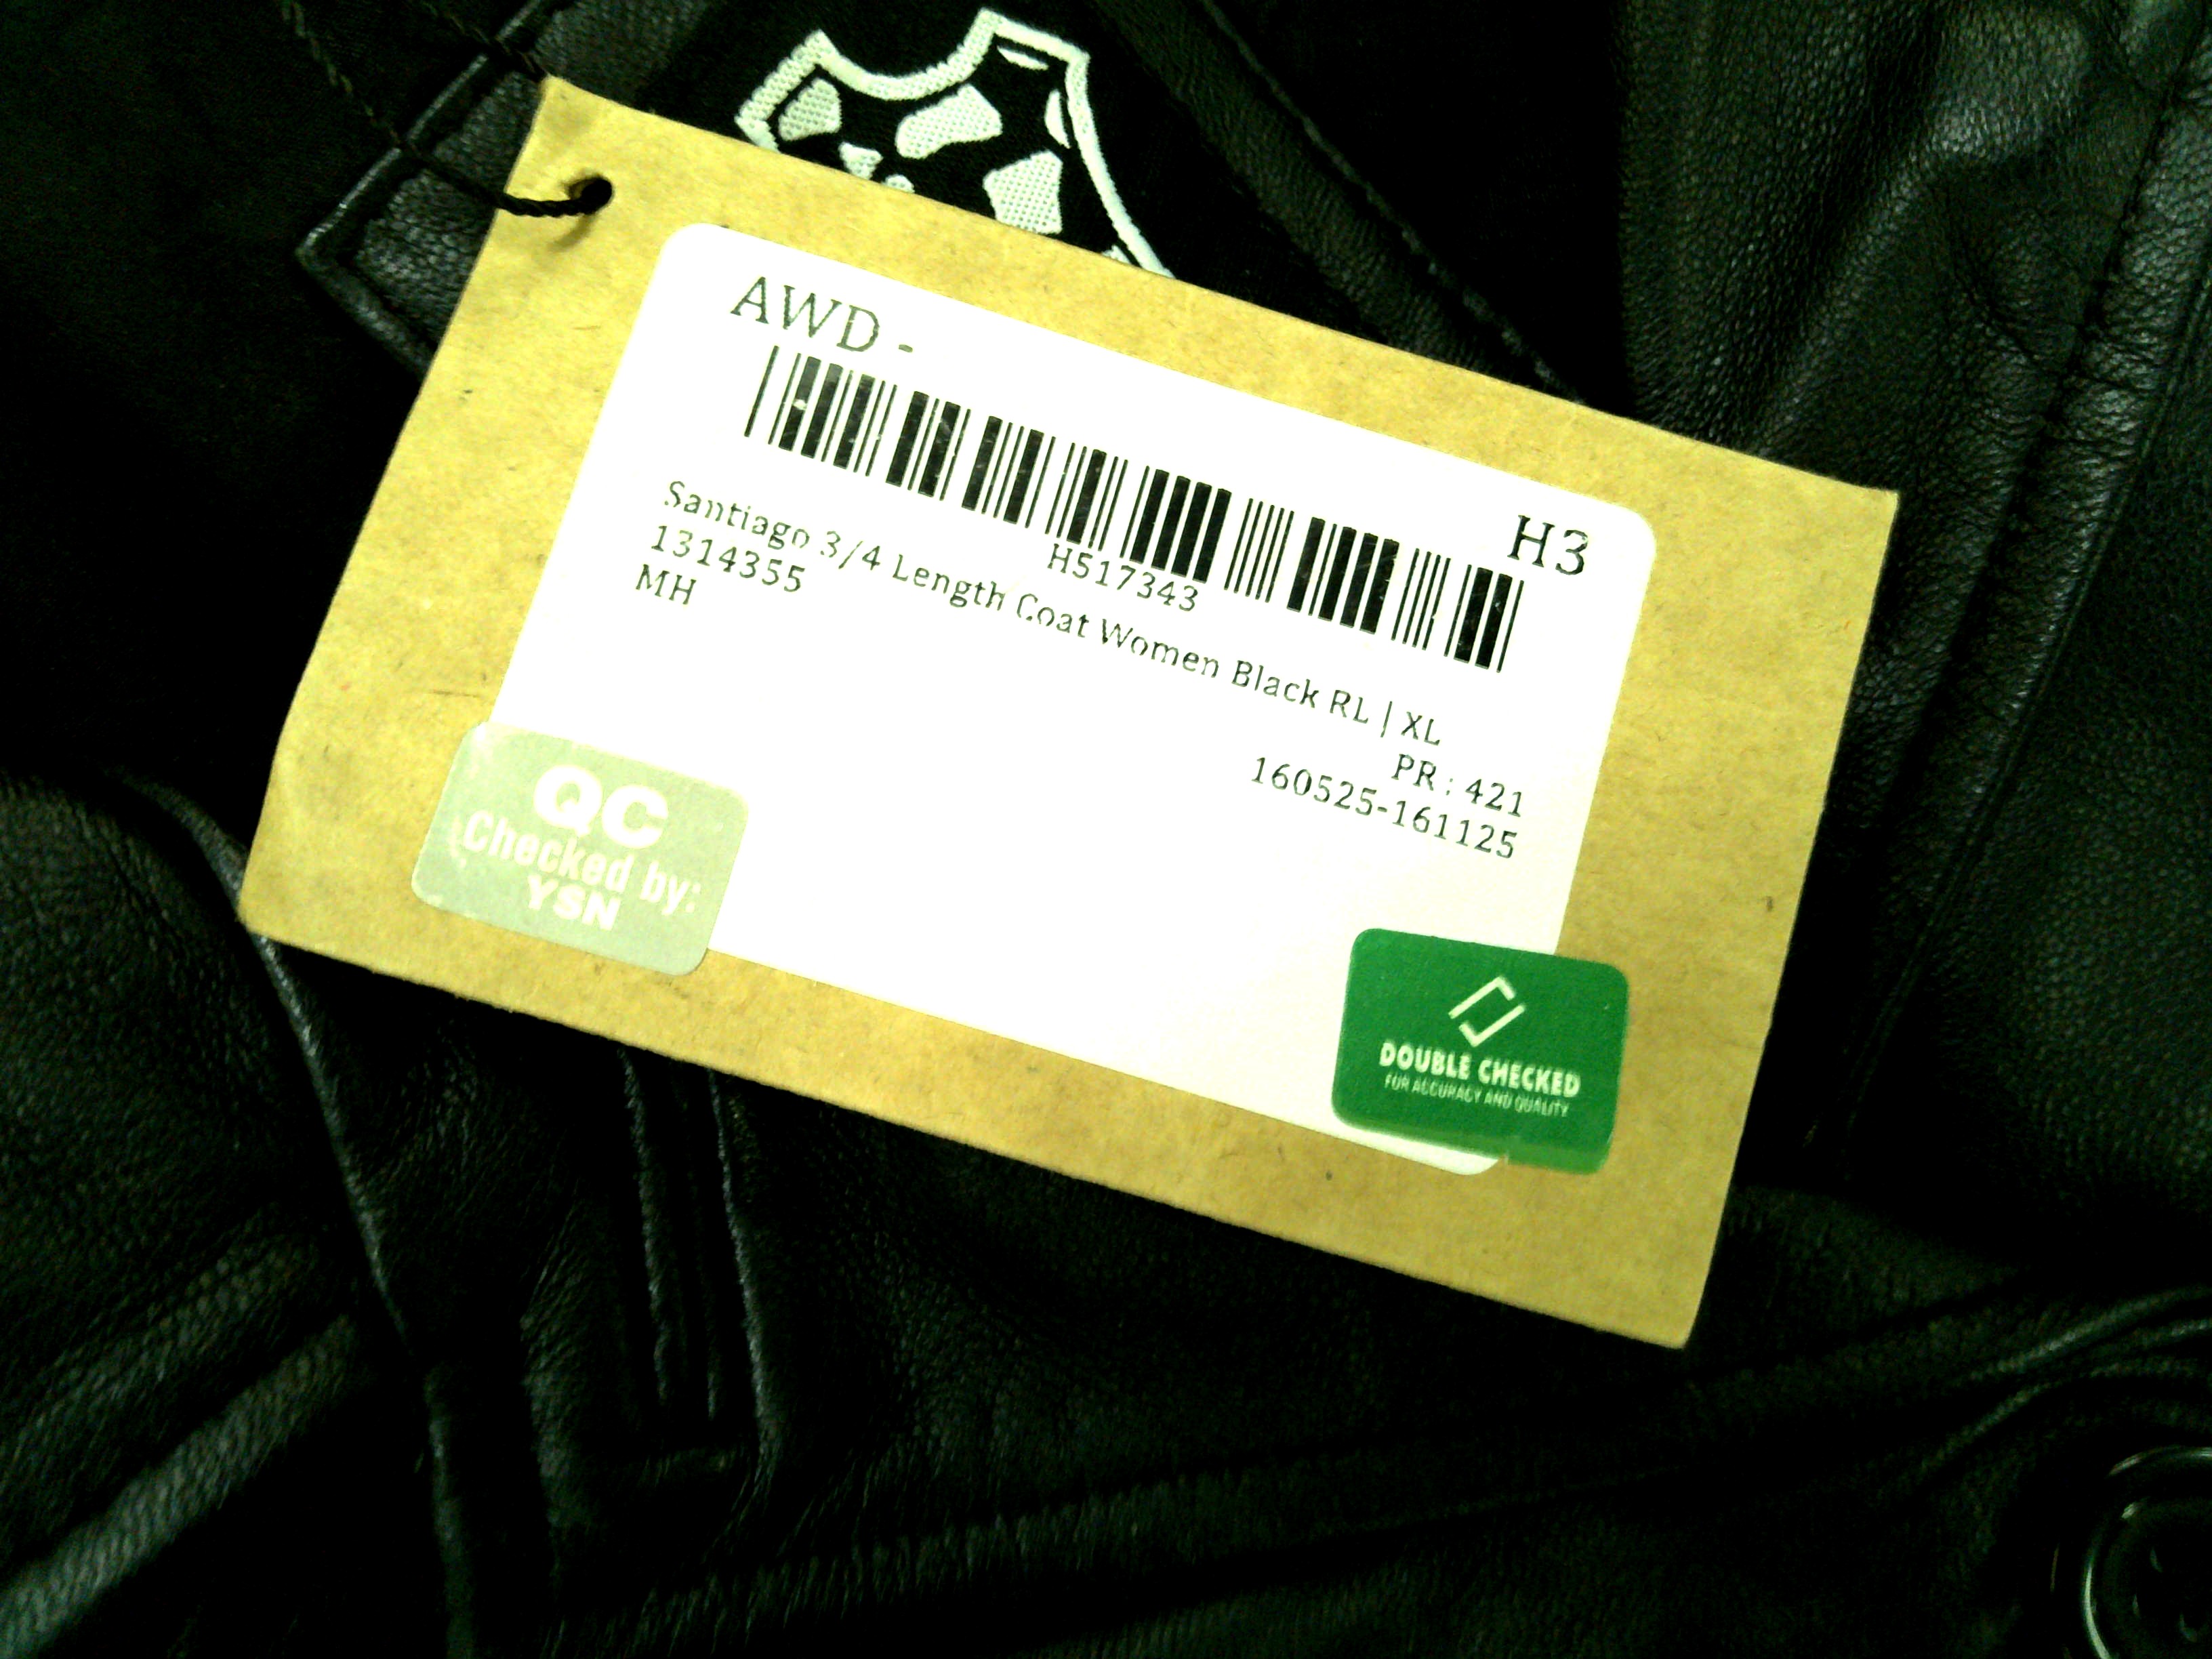 AWD -
H3
H517343
Santiago 3/4 Length Coat Women Black RL | XL
1314355
PR : 421
MH
160525-161125
QC
Checked by:
YSN
DOUBLE CHECKED
FOR ACCURACY AND QUALITY